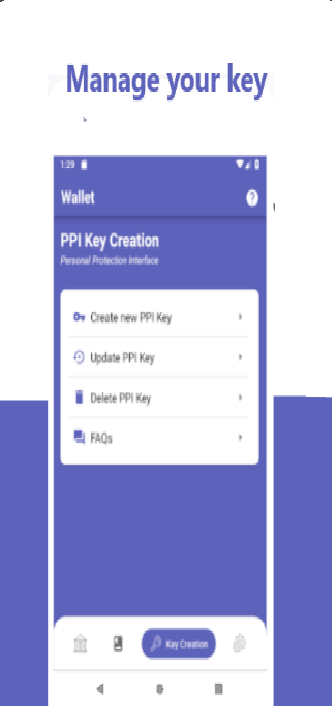 Manage your key
1:29
Wallet
?
PPI Key Creation
Personal Protection Interface
Create new PPI Key
Update PPI Key
Delete PPI Key
FAQs
Key Creation